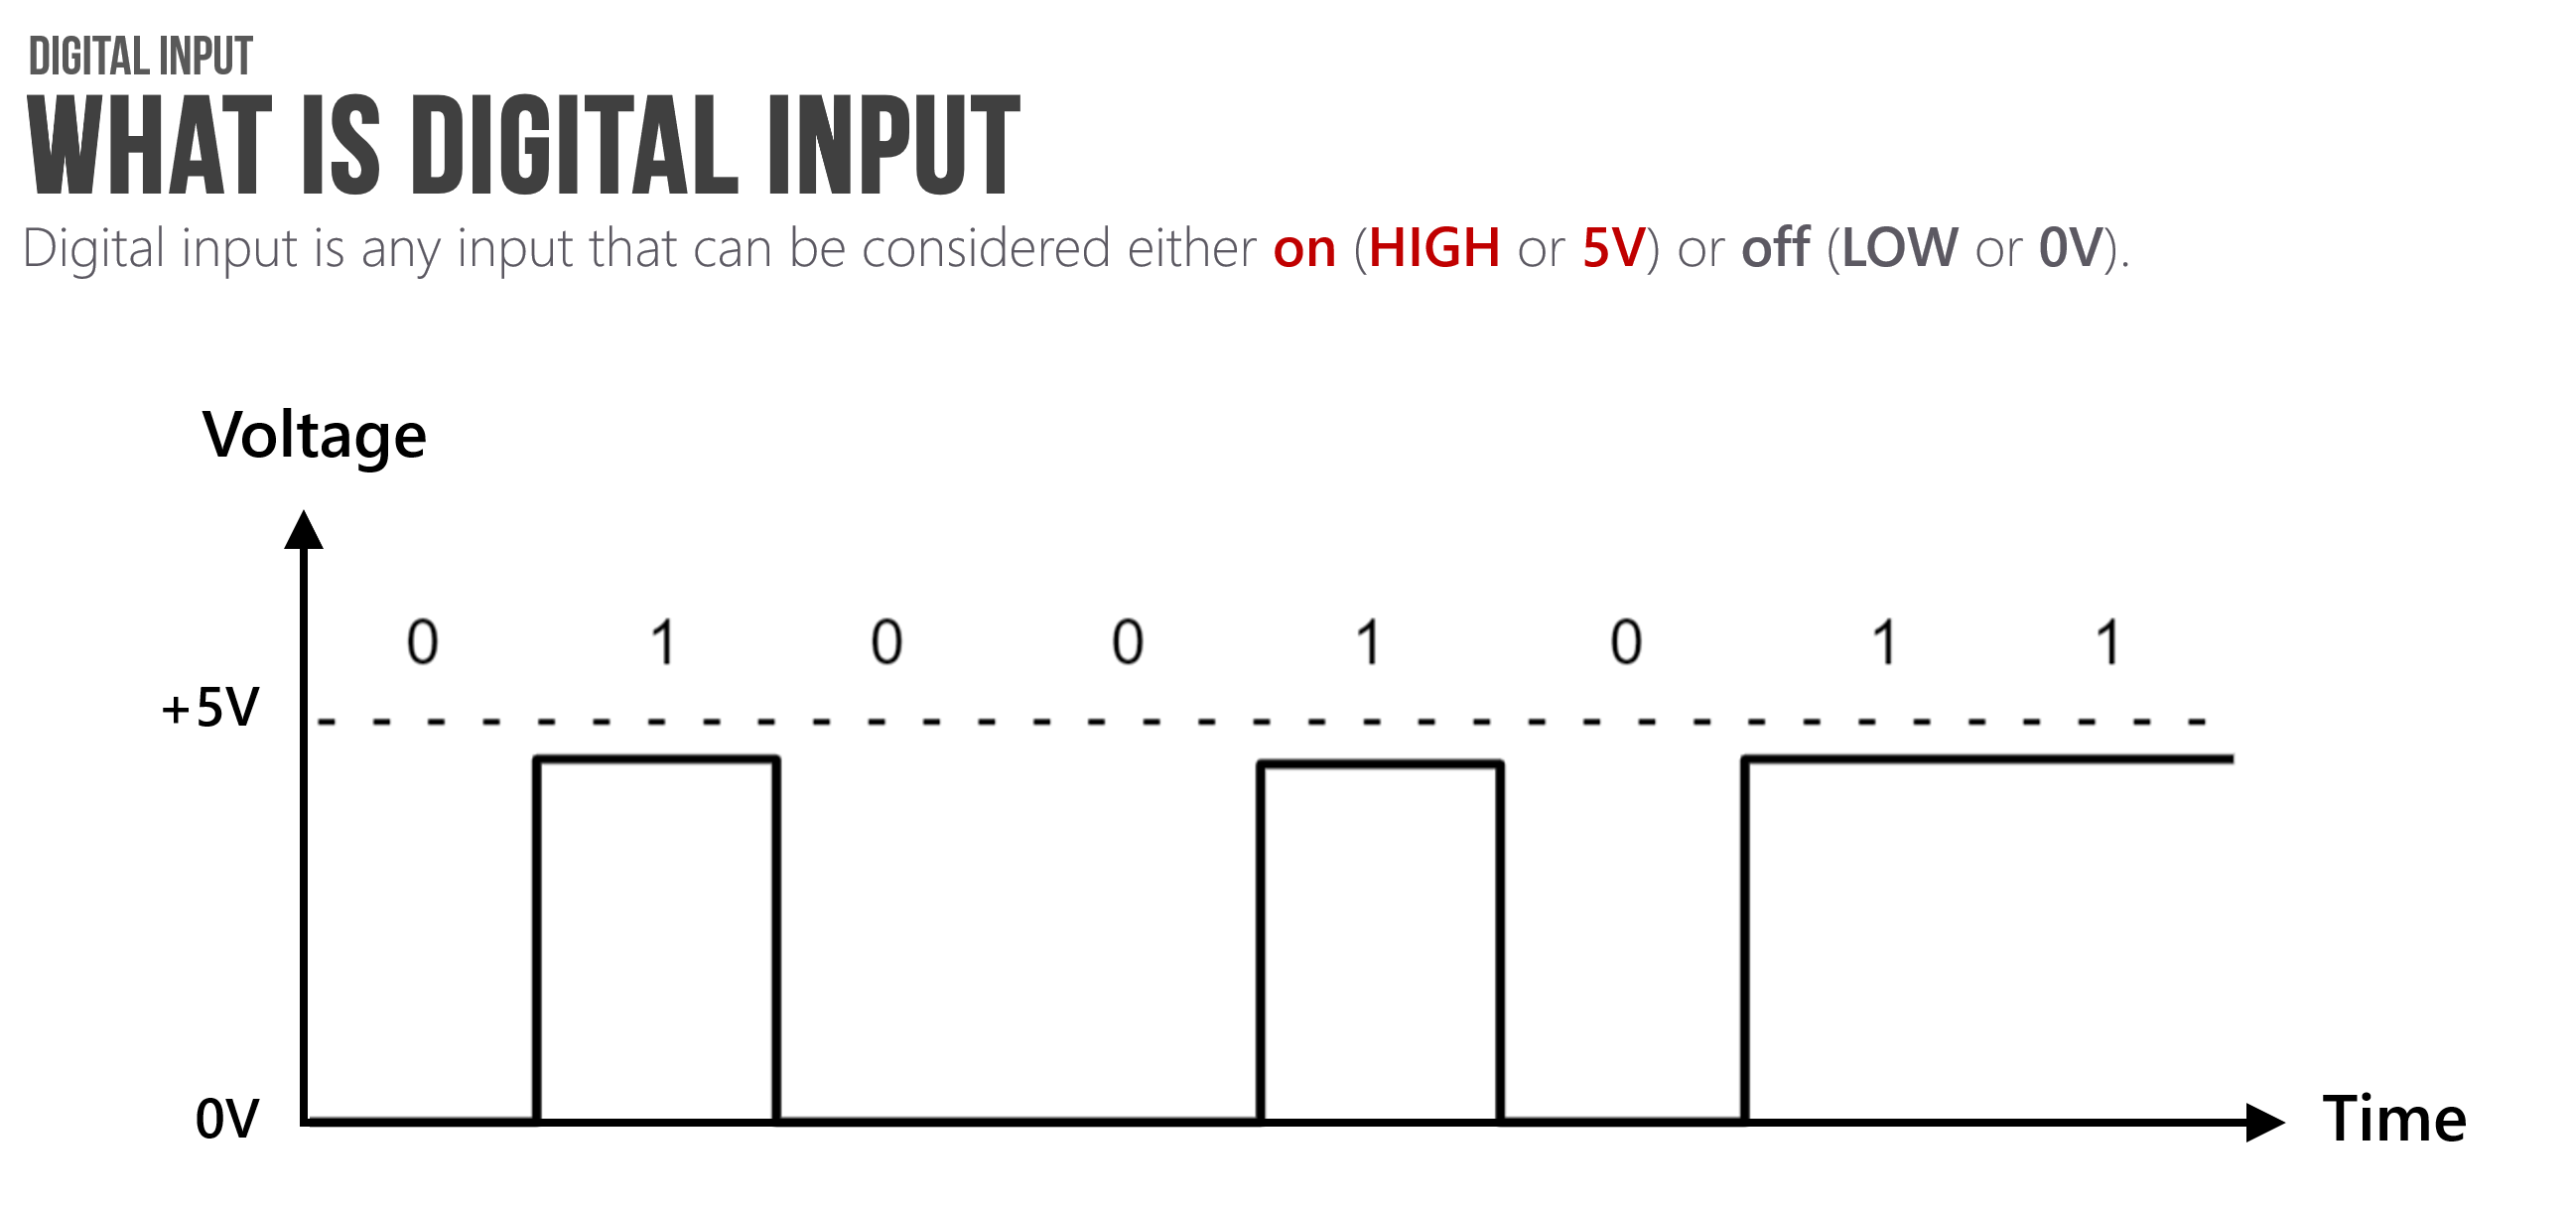 DIGITAL INPUT
WHAT IS DIGITAL INPUT
Digital input is any input that can be considered either on (HIGH or 5V) or off (LOW or 0V).
Voltage
0 1 0 0 1 0 1 1
+5V
0V
Time